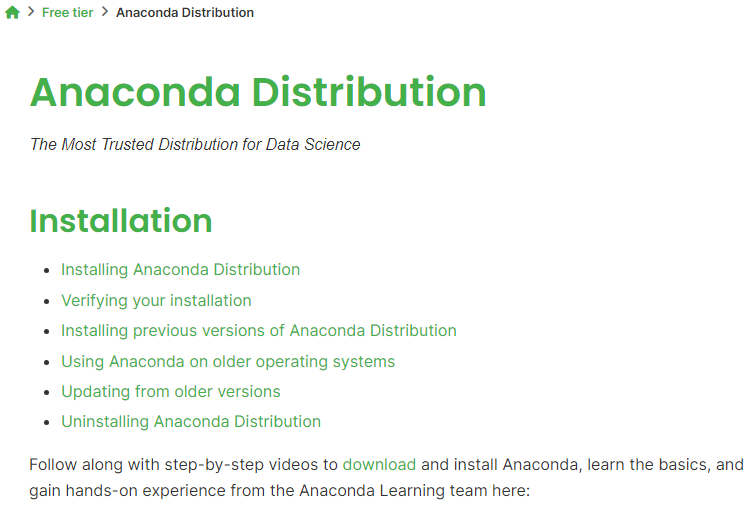 Free tier > Anaconda Distribution
Anaconda Distribution
The Most Trusted Distribution for Data Science
Installation
• Installing Anaconda Distribution
• Verifying your installation
• Installing previous versions of Anaconda Distribution
• Using Anaconda on older operating systems
• Updating from older versions
• Uninstalling Anaconda Distribution
Follow along with step-by-step videos to download and install Anaconda, learn the basics, and
gain hands-on experience from the Anaconda Learning team here: